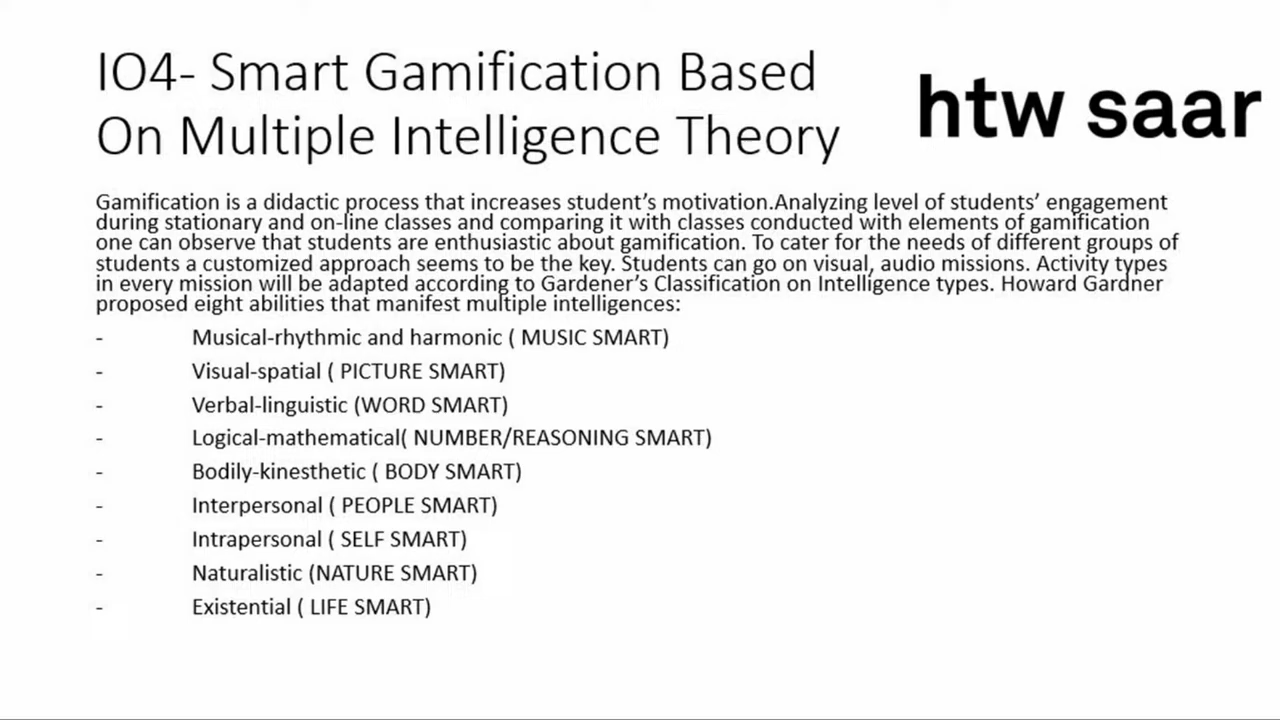 IO4- Smart Gamification Based
On Multiple Intelligence Theory
htw saar
Gamification is a didactic process that increases student's motivation.Analyzing level of students' engagement
during stationary and on-line classes and comparing it with classes conducted with elements of gamification
one can observe that students are enthusiastic about gamification. To cater for the needs of different groups of
students a customized approach seems to be the key. Students can go on visual, audio missions. Activity types
in every mission will be adapted according to Gardener's Classification on Intelligence types. Howard Gardner
proposed eight abilities that manifest multiple intelligences:
- Musical-rhythmic and harmonic ( MUSIC SMART)
- Visual-spatial ( PICTURE SMART)
- Verbal-linguistic (WORD SMART)
- Logical-mathematical( NUMBER/REASONING SMART)
- Bodily-kinesthetic ( BODY SMART)
- Interpersonal ( PEOPLE SMART)
- Intrapersonal ( SELF SMART)
- Naturalistic (NATURE SMART)
- Existential ( LIFE SMART)